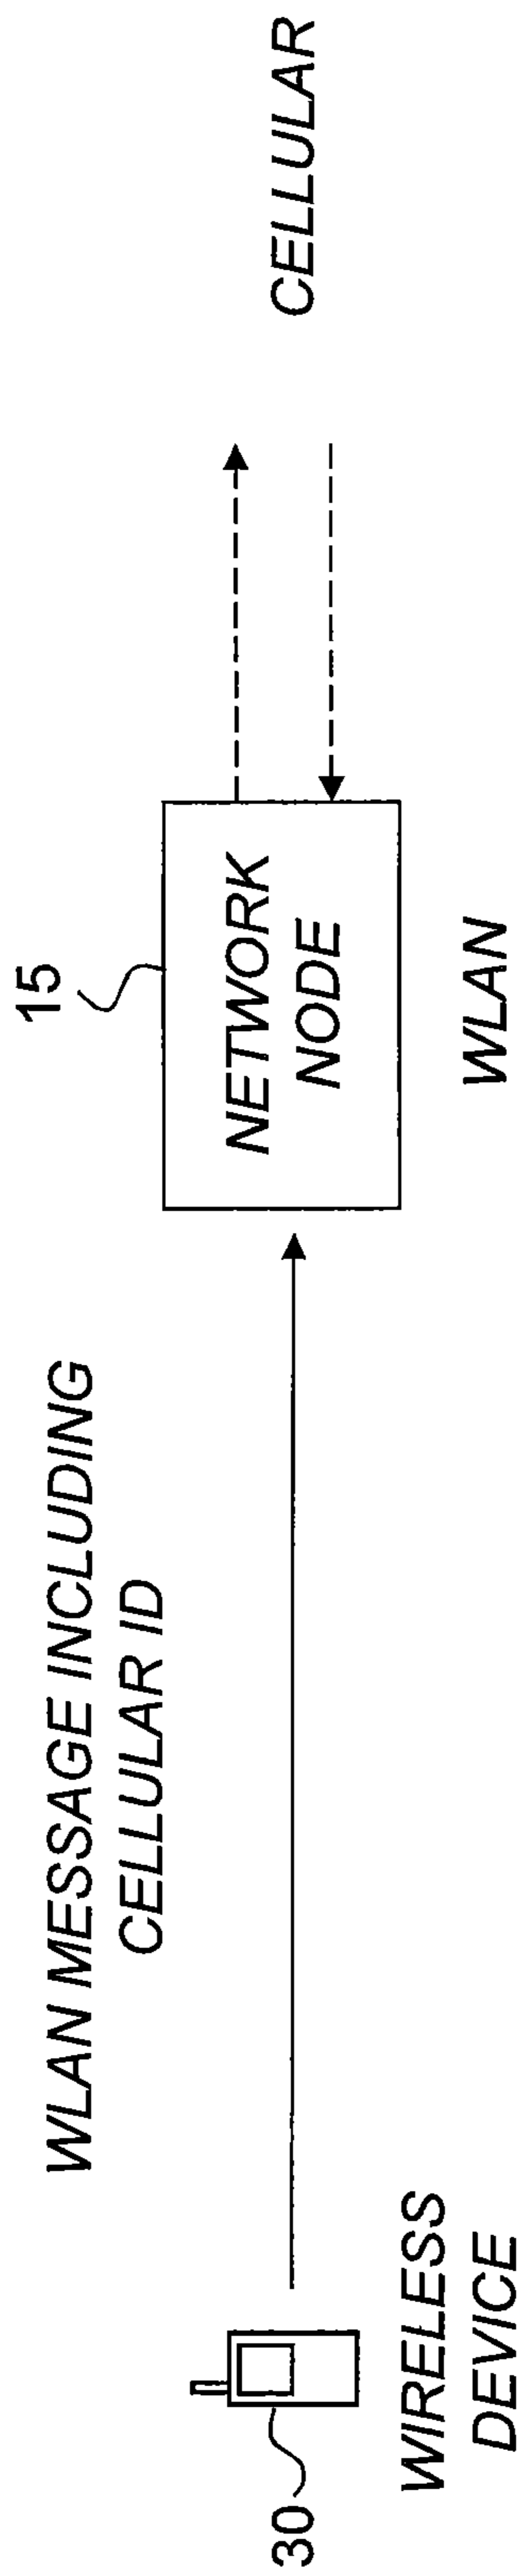 WLAN MESSAGE INCLUDING
CELLULAR ID
15
NETWORK
NODE
CELLULAR
30
WIRELESS
DEVICE
WLAN